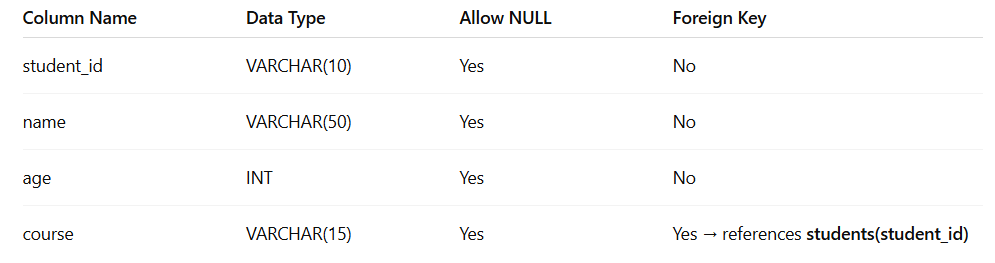 Column Name Data Type Allow NULL Foreign Key
student_id VARCHAR(10) Yes No
name VARCHAR(50) Yes No
age INT Yes No
course VARCHAR(15) Yes Yes → references students(student_id)